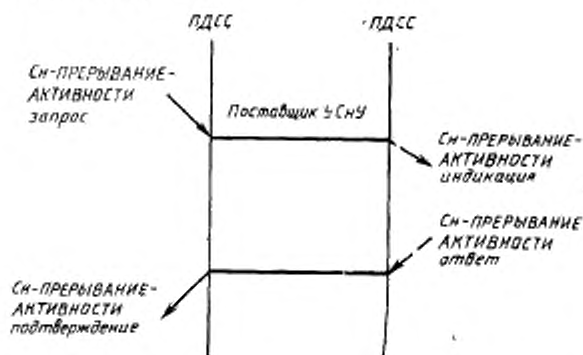 ПДСС
ПДСС
Сн-ПРЕРЫВАНИЕ-
АКТИВНОСТИ
запрос
Поставщик УСнУ
Сн-ПРЕРЫВАНИЕ-
АКТИВНОСТИ
индикация
Сн-ПРЕРЫВАНИЕ
АКТИВНОСТИ
ответ
Сн-ПРЕРЫВАНИЕ-
АКТИВНОСТИ
подтверждение